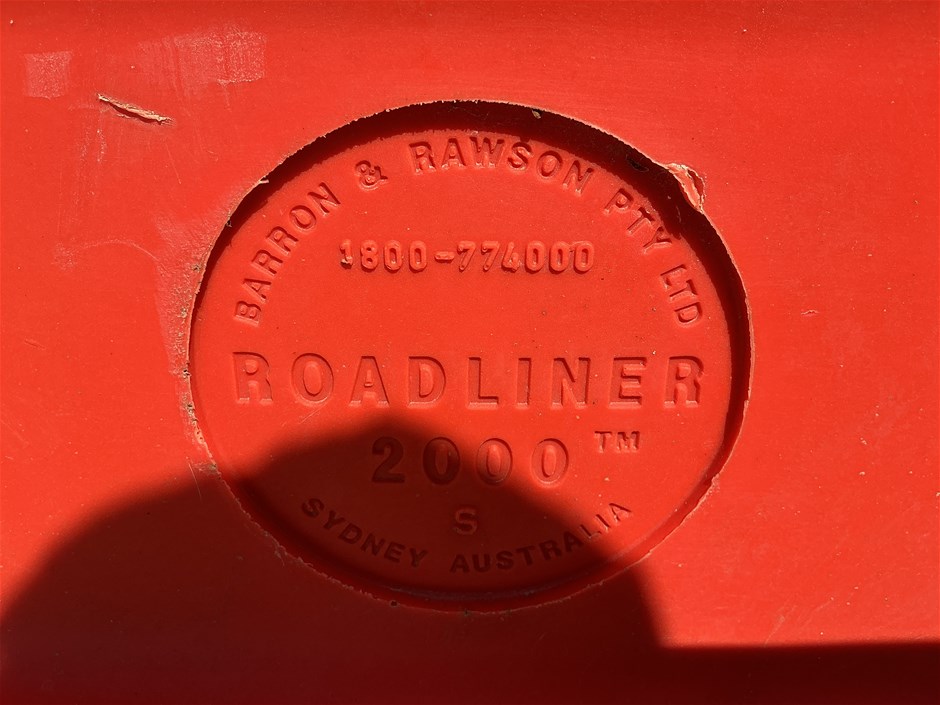 BARRON & RAWSON PTY LTD
1800-774000
ROADLINER
2000 ™
S
SYDNEY AUSTRALIA